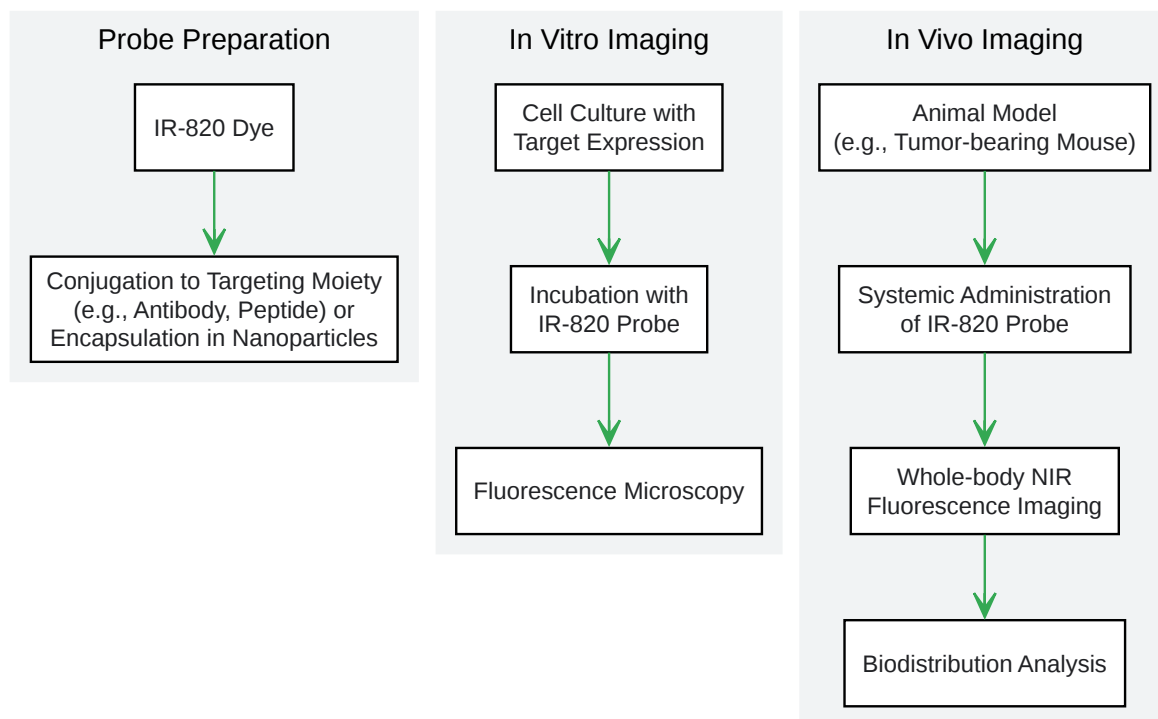 Probe Preparation
IR-820 Dye
Conjugation to Targeting Moiety
(e.g., Antibody, Peptide) or
Encapsulation in Nanoparticles
In Vitro Imaging
Cell Culture with
Target Expression
Incubation with
IR-820 Probe
Fluorescence Microscopy
In Vivo Imaging
Animal Model
(e.g., Tumor-bearing Mouse)
Systemic Administration
of IR-820 Probe
Whole-body NIR
Fluorescence Imaging
Biodistribution Analysis